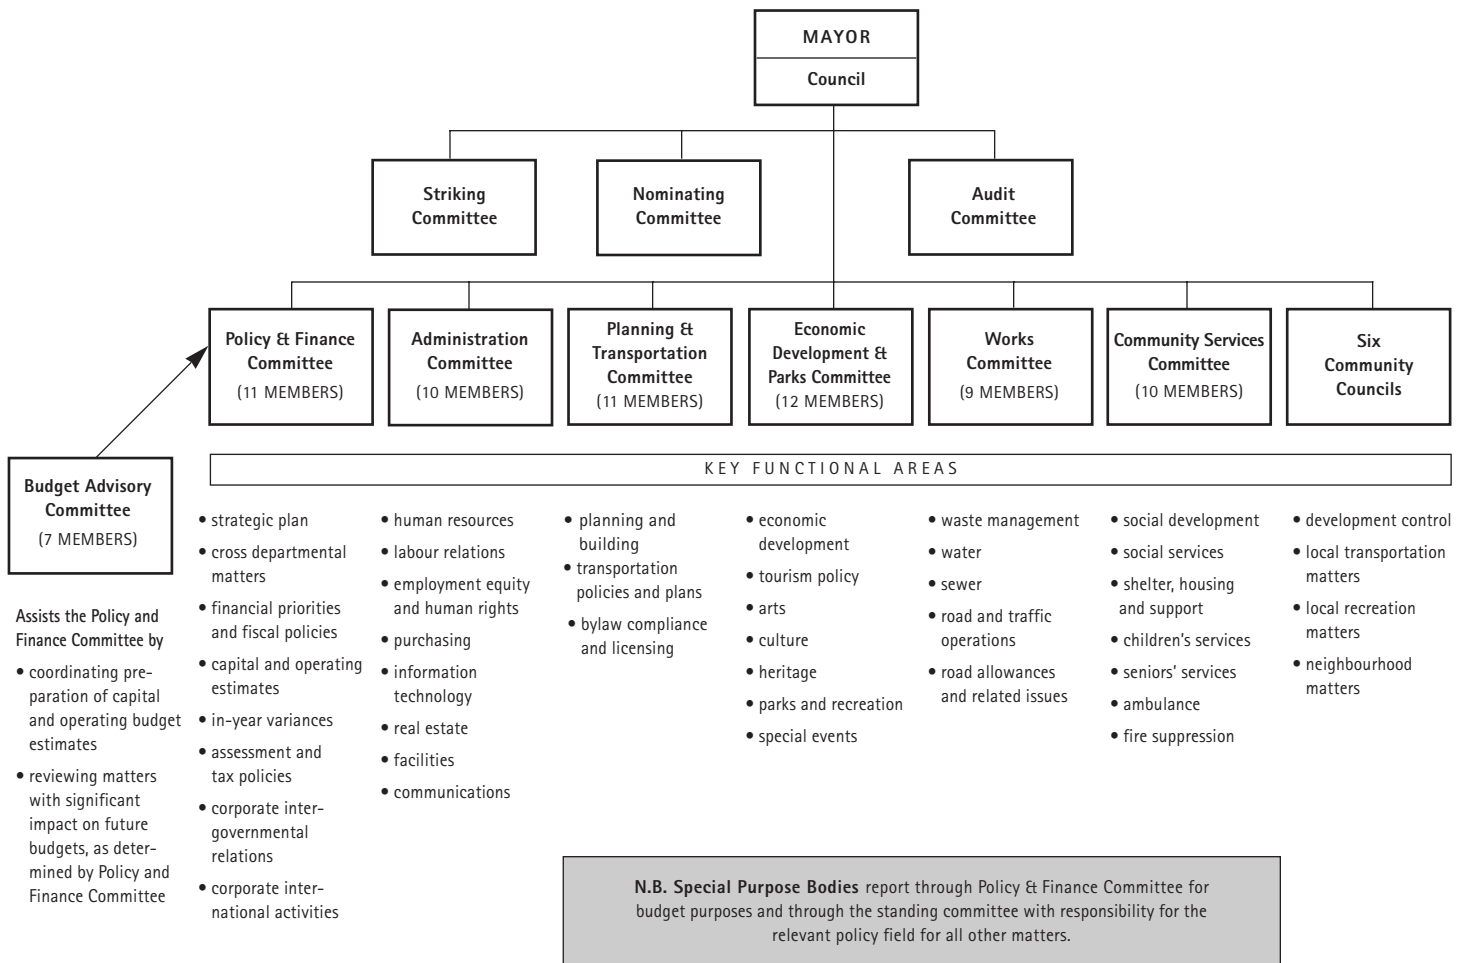 MAYOR
Council
Striking
Committee
Nominating
Committee
Audit
Committee
Policy & Finance
Committee
(11 MEMBERS)
Administration
Committee
(10 MEMBERS)
Planning &
Transportation
Committee
(11 MEMBERS)
Economic
Development &
Parks Committee
(12 MEMBERS)
Works
Committee
(9 MEMBERS)
Community Services
Committee
(10 MEMBERS)
Six
Community
Councils
Budget Advisory
Committee
(7 MEMBERS)
Assists the Policy and
Finance Committee by
• coordinating pre-
paration of capital
and operating budget
estimates
• reviewing matters
with significant
impact on future
budgets, as deter-
mined by Policy and
Finance Committee
KEY FUNCTIONAL AREAS
• strategic plan
• cross departmental
matters
• financial priorities
and fiscal policies
• capital and operating
estimates
• in-year variances
• assessment and
tax policies
• corporate inter-
governmental
relations
• corporate inter-
national activities
• human resources
• labour relations
• employment equity
and human rights
• purchasing
• information
technology
• real estate
• facilities
• communications
• planning and
building
• transportation
policies and plans
• bylaw compliance
and licensing
• economic
development
• tourism policy
• arts
• culture
• heritage
• parks and recreation
• special events
• waste management
• water
• sewer
• road and traffic
operations
• road allowances
and related issues
• social development
• social services
• shelter, housing
and support
• children's services
• seniors' services
• ambulance
• fire suppression
• development control
• local transportation
matters
• local recreation
matters
• neighbourhood
matters
N.B. Special Purpose Bodies report through Policy & Finance Committee for
budget purposes and through the standing committee with responsibility for the
relevant policy field for all other matters.